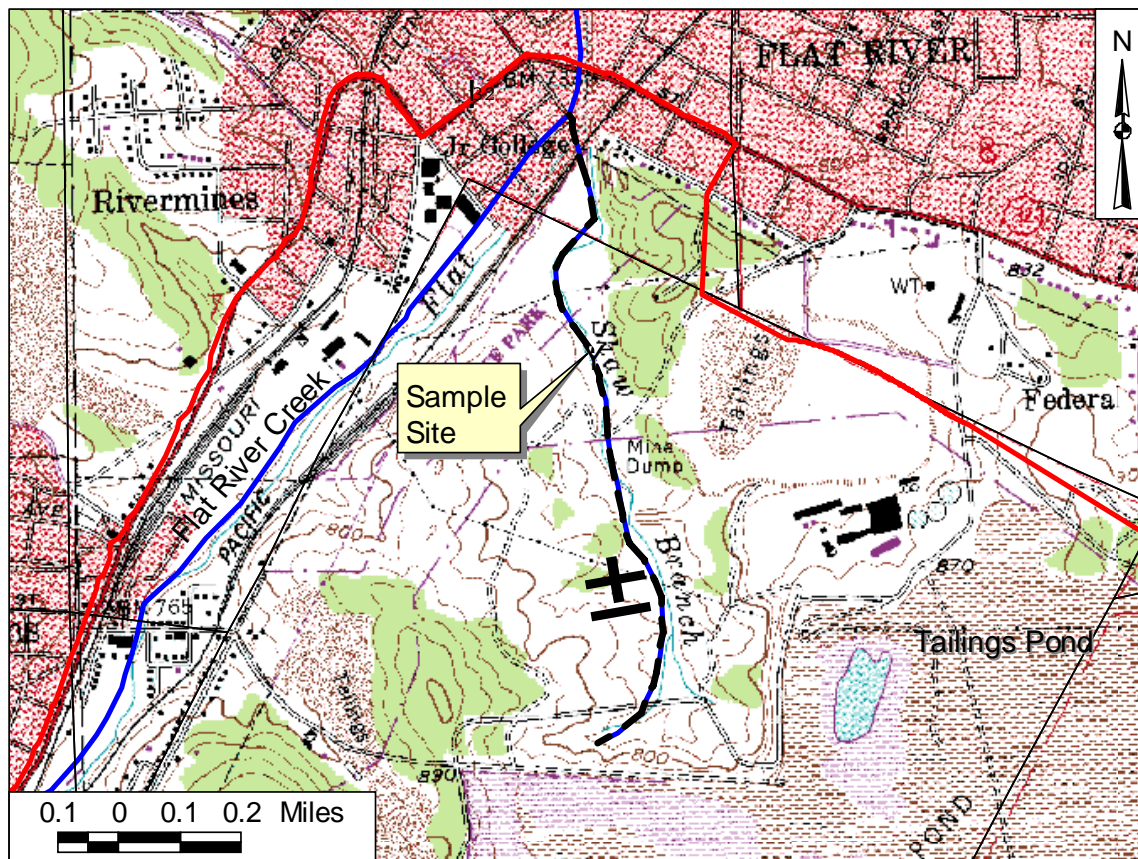 FLAT RIVER
N
BM
Jr College
8
Rivermines
832
WT
Flat
PARK
Shaw
Tailings
Sample
Site
Federa
MISSOURI
Flat River Creek
Mine
Dump
PACIFIC
800
Branch
870
765
Tailings Pond
800
890
POND
0.1 0 0.1 0.2 Miles